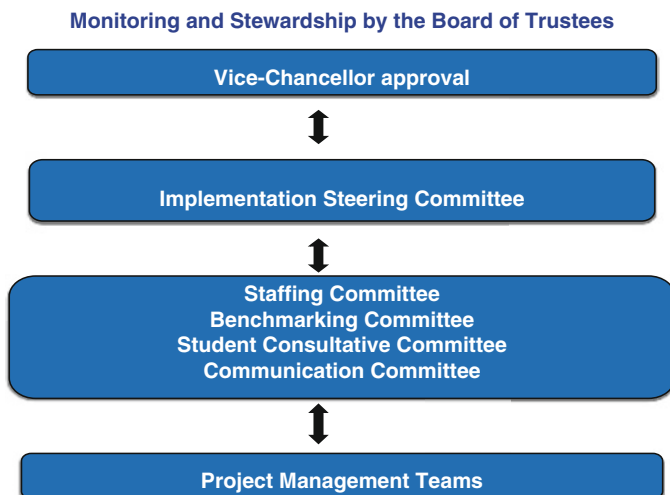 Monitoring and Stewardship by the Board of Trustees
Vice-Chancellor approval
Implementation Steering Committee
Staffing Committee
Benchmarking Committee
Student Consultative Committee
Communication Committee
Project Management Teams